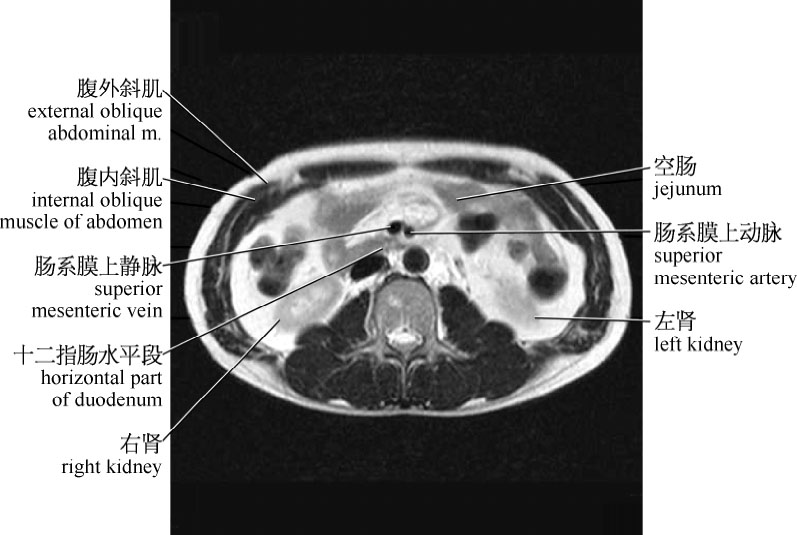 腹外斜肌
external oblique
abdominal m.
腹内斜肌
internal oblique
muscle of abdomen
肠系膜上静脉
superior
mesenteric vein
十二指肠水平段
horizontal part
of duodenum
右肾
right kidney
空肠
jejunum
肠系膜上动脉
superior
mesenteric artery
左肾
left kidney